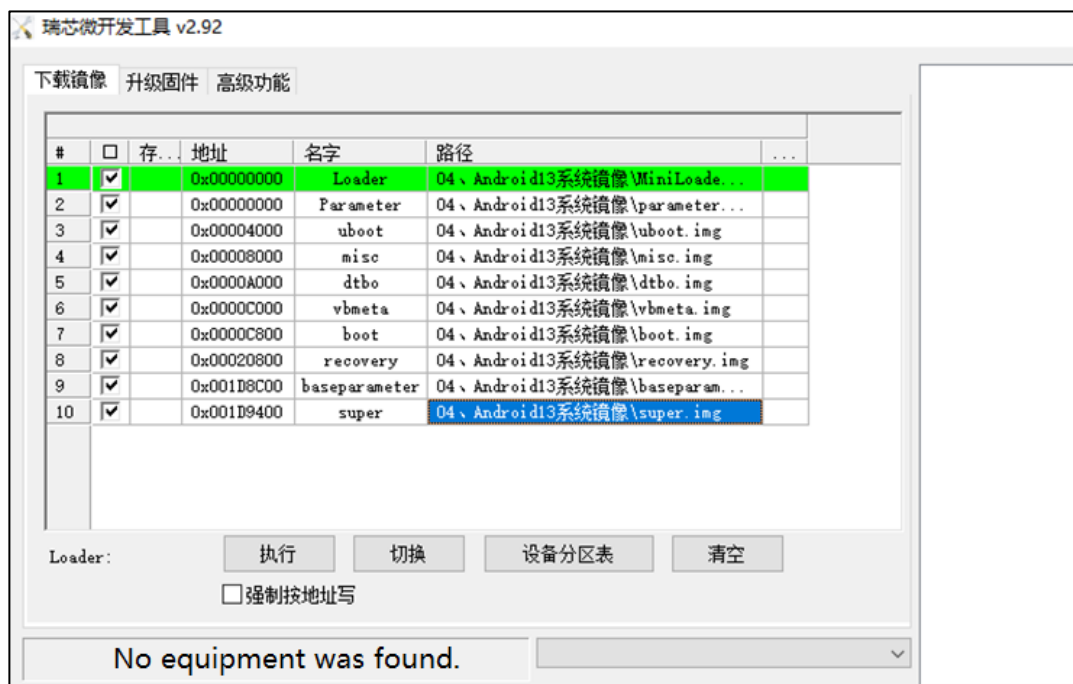 瑞芯微开发工具 v2.92
下载镜像 升级固件 高级功能
# 存... 地址 名字 路径 ...
1 0x00000000 Loader 04、Android13系统镜像\MiniLoade...
2 0x00000000 Parameter 04、Android13系统镜像\parameter...
3 0x00004000 uboot 04、Android13系统镜像\uboot.img
4 0x00008000 misc 04、Android13系统镜像\misc.img
5 0x0000A000 dtbo 04、Android13系统镜像\dtbo.img
6 0x0000C000 vbmeta 04、Android13系统镜像\vbmeta.img
7 0x0000C800 boot 04、Android13系统镜像\boot.img
8 0x00020800 recovery 04、Android13系统镜像\recovery.img
9 0x001D8C00 baseparameter 04、Android13系统镜像\baseparam...
10 0x001D9400 super 04、Android13系统镜像\super.img
Loader: 执行 切换 设备分区表 清空
强制按地址写
No equipment was found.